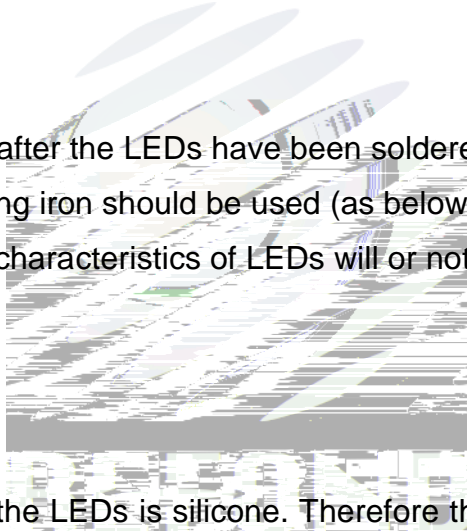 after the LEDs have been soldere
ng iron should be used (as below
characteristics of LEDs will or not
the LEDs is silicone. Therefore th